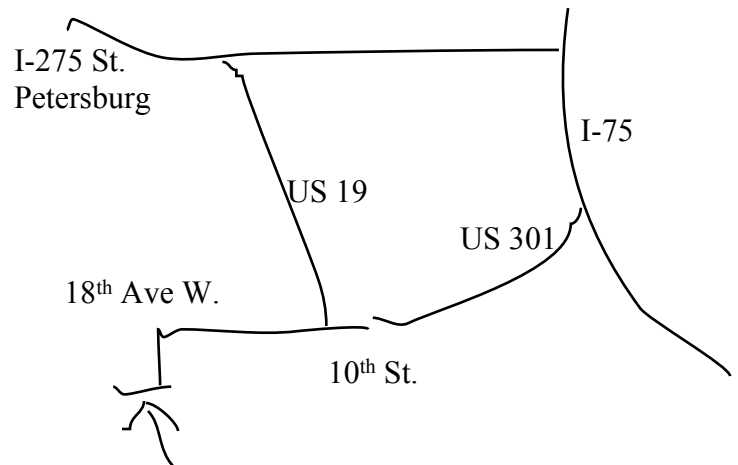 I-275 St.
Petersburg
I-75
US 19
US 301
18th Ave W.
10th St.